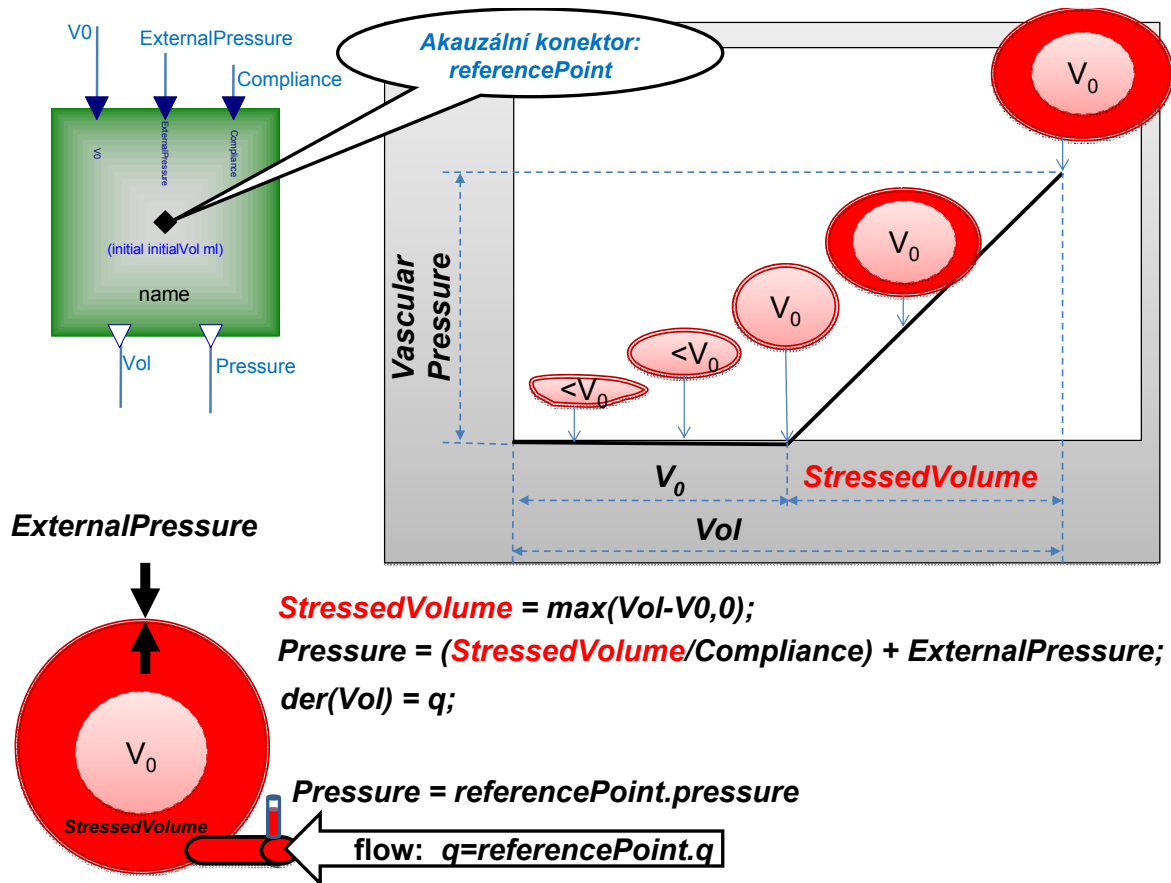 V0
ExternalPressure
Compliance
V0
ExternalPressure
Compliance
(initial initialVol ml)
name
Vol
Pressure
Akauzální konektor:
referencePoint
Vascular
Pressure
<V0
<V0
V0
V0
V0
V0
StressedVolume
Vol
ExternalPressure
V0
StressedVolume
StressedVolume = max(Vol-V0,0);
Pressure = (StressedVolume/Compliance) + ExternalPressure;
der(Vol) = q;
Pressure = referencePoint.pressure
flow: q=referencePoint.q